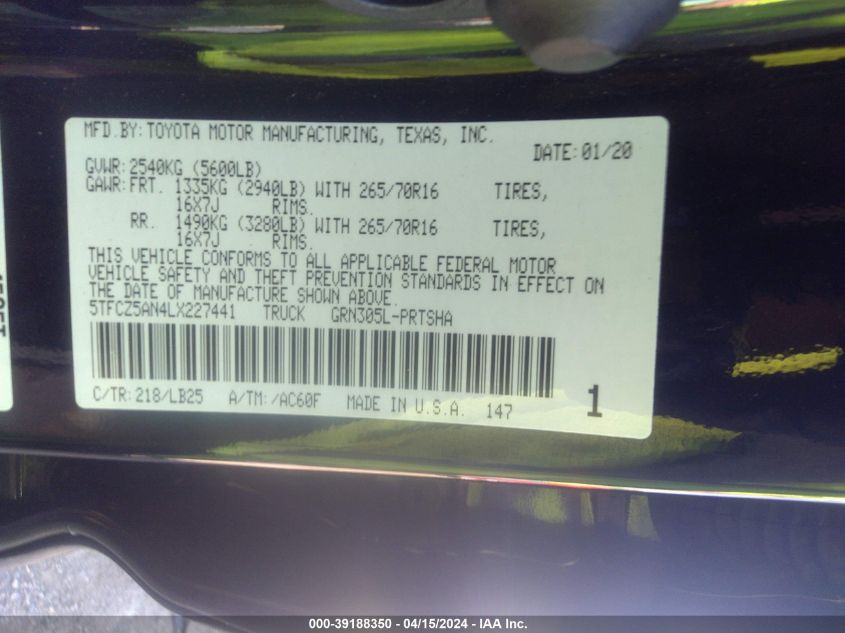 MFD.BY:TOYOTA MOTOR MANUFACTURING, TEXAS, INC.
DATE:01/20
GVWR:2540KG (5600LB)
GAWR:FRT. 1335KG (2940LB) WITH 265/70R16 TIRES,
16X7J RIMS.
RR. 1490KG (3280LB) WITH 265/70R16 TIRES,
16X7J RIMS.
THIS VEHICLE CONFORMS TO ALL APPLICABLE FEDERAL MOTOR
VEHICLE SAFETY AND THEFT PREVENTION STANDARDS IN EFFECT ON
THE DATE OF MANUFACTURE SHOWN ABOVE.
5TFCZ5AN4LX227441 TRUCK GRN305L-PRTSHA
C/TR:218/LB25 A/TM:/AC60F MADE IN U.S.A. 147 1
000-39188350 - 04/15/2024 - IAA Inc.